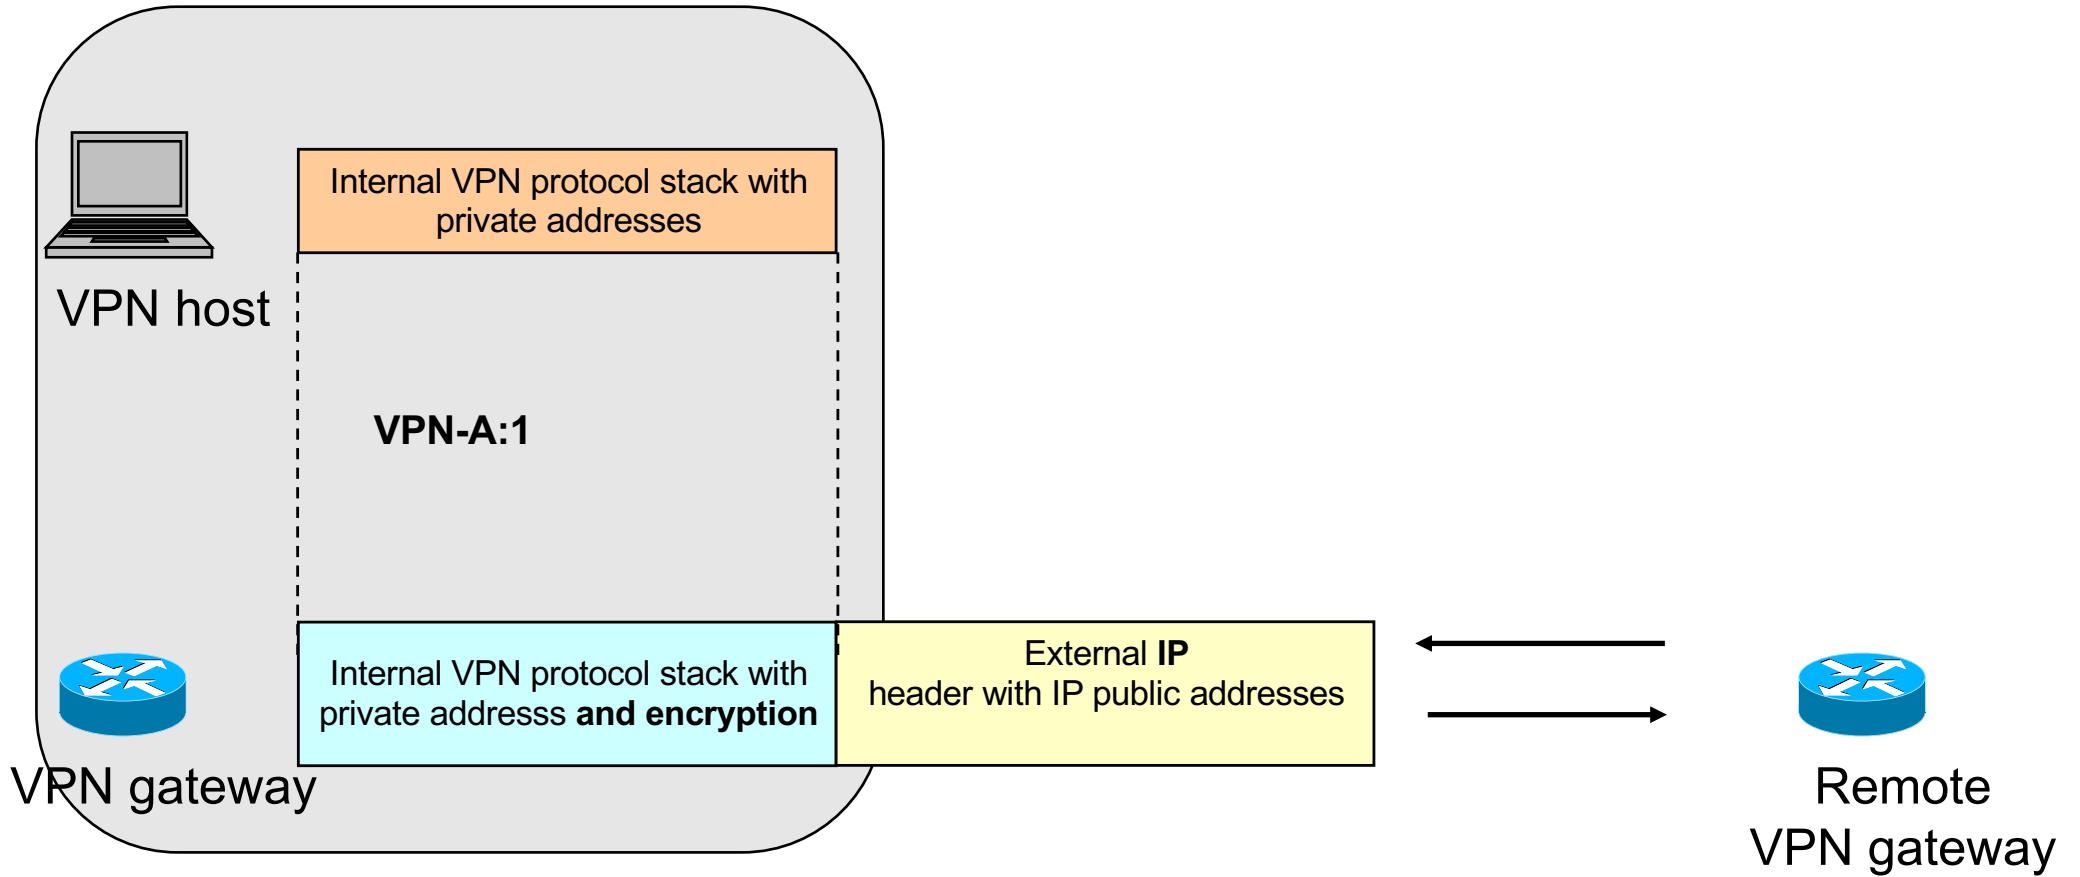 Internal VPN protocol stack with
private addresses
VPN host
VPN-A:1
Internal VPN protocol stack with
private addresss and encryption
External IP
header with IP public addresses
VPN gateway
Remote
VPN gateway